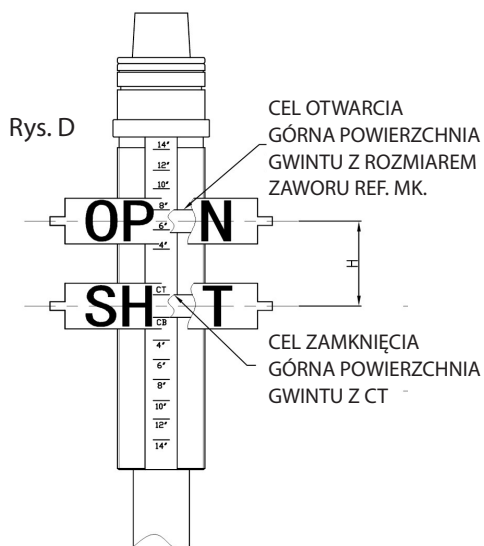 Rys. D
14"
12"
10"
8"
6"
4"
OP N
CEL OTWARCIA
GÓRNA POWIERZCHNIA
GWINTU Z ROZMIAREM
ZAWORU REF. MK.
H
CT
SH T
CB
4"
6"
8"
10"
12"
14"
CEL ZAMKNIĘCIA
GÓRNA POWIERZCHNIA
GWINTU Z CT